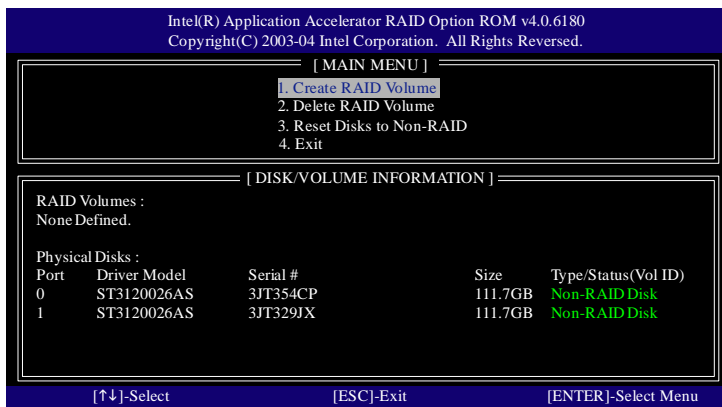 Intel(R) Application Accelerator RAID Option ROM v4.0.6180
Copyright(C) 2003-04 Intel Corporation. All Rights Reversed.
[ MAIN MENU ]
1. Create RAID Volume
2. Delete RAID Volume
3. Reset Disks to Non-RAID
4. Exit
[ DISK/VOLUME INFORMATION ]
RAID Volumes :
None Defined.
Physical Disks :
Port Driver Model Serial # Size Type/Status(Vol ID)
0 ST3120026AS 3JT354CP 111.7GB Non-RAID Disk
1 ST3120026AS 3JT329JX 111.7GB Non-RAID Disk
[↑↓]-Select [ESC]-Exit [ENTER]-Select Menu